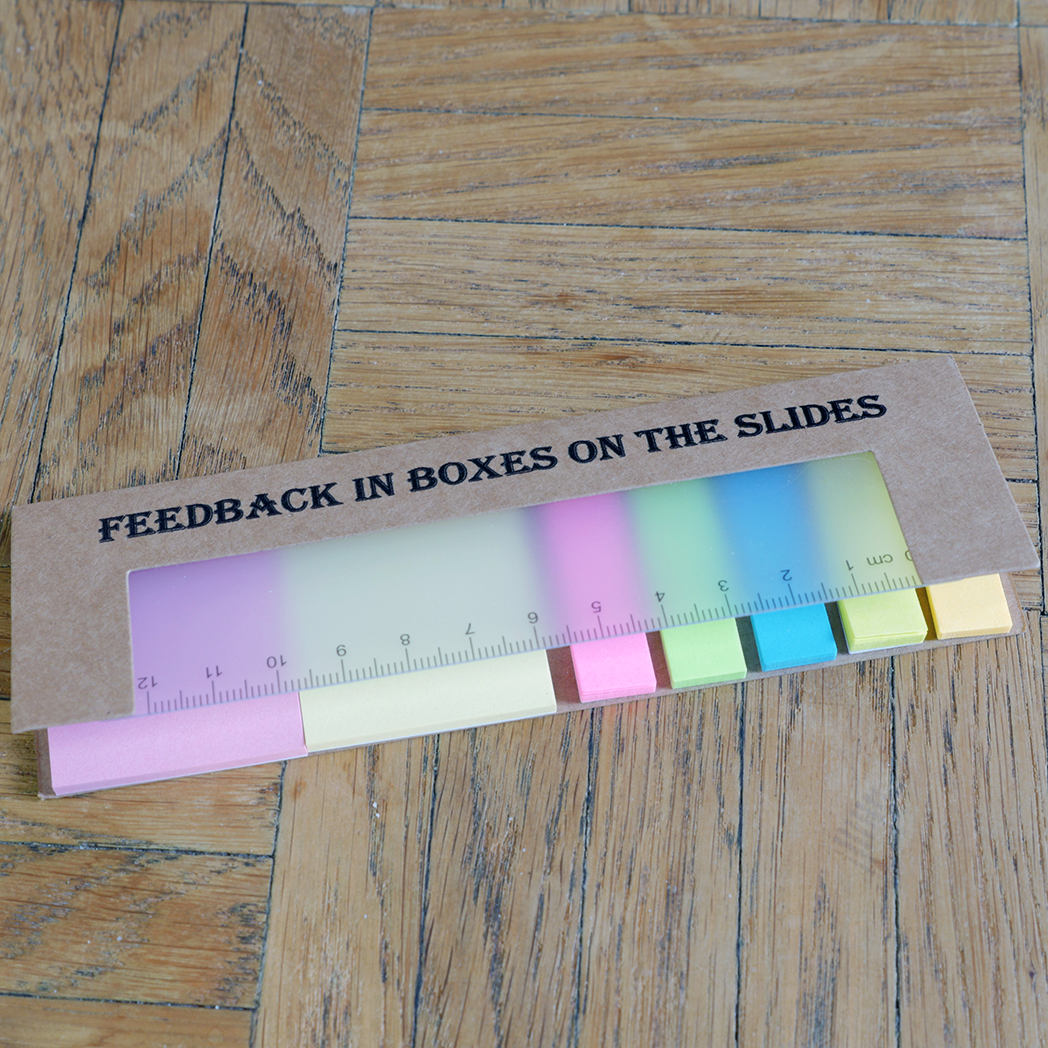 FEEDBACK IN BOXES ON THE SLIDES
12 11 10 9 8 7 6 5 4 3 2 1 cm 0